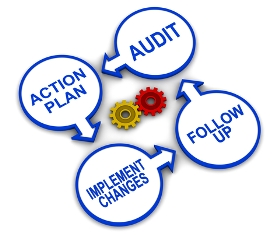 AUDIT
ACTION
PLAN
IMPLEMENT
CHANGES
FOLLOW
UP